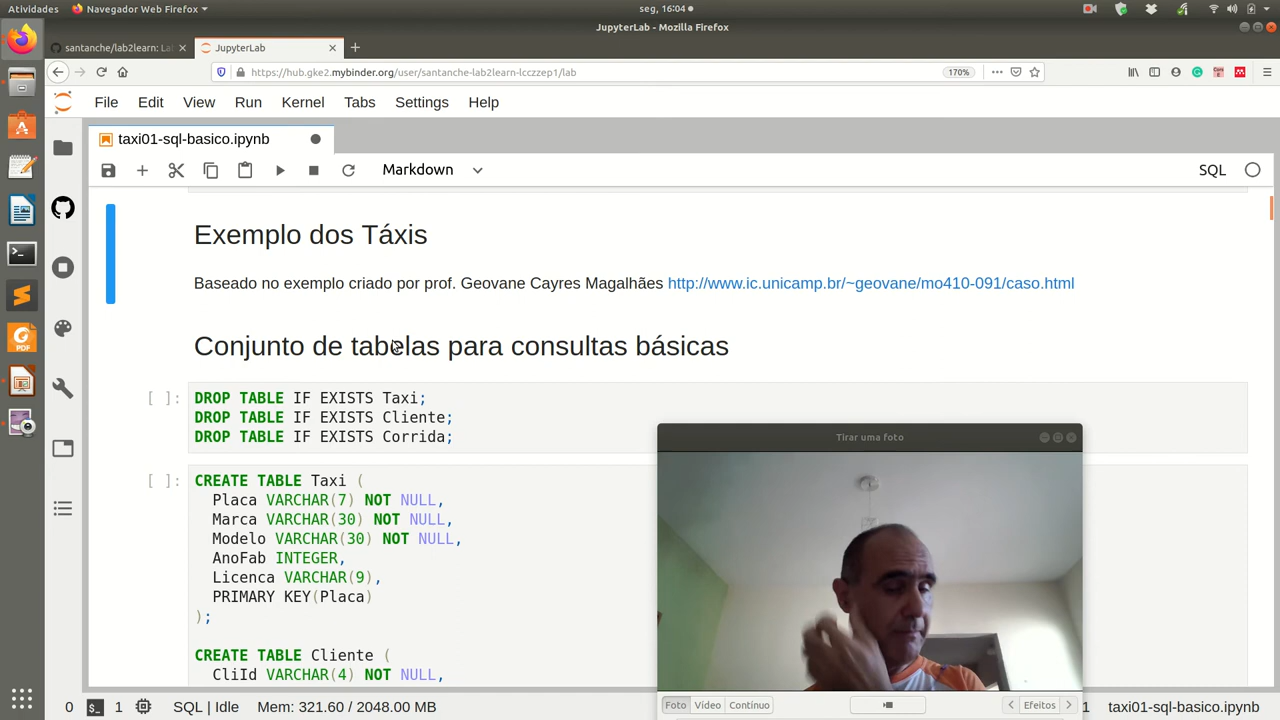 Atividades
Navegador Web Firefox
seg, 16:04
JupyterLab - Mozilla Firefox
santanche/lab2learn: La
JupyterLab
https://hub.gke2.mybinder.org/user/santanche-lab2learn-lcczzep1/lab
170%
File Edit View Run Kernel Tabs Settings Help
taxi01-sql-basico.ipynb
Markdown
SQL
Exemplo dos Táxis
Baseado no exemplo criado por prof. Geovane Cayres Magalhães http://www.ic.unicamp.br/~geovane/mo410-091/caso.html
Conjunto de tabelas para consultas básicas
[ ]:
DROP TABLE IF EXISTS Taxi;
DROP TABLE IF EXISTS Cliente;
DROP TABLE IF EXISTS Corrida;
[ ]:
CREATE TABLE Taxi (
Placa VARCHAR(7) NOT NULL,
Marca VARCHAR(30) NOT NULL,
Modelo VARCHAR(30) NOT NULL,
AnoFab INTEGER,
Licenca VARCHAR(9),
PRIMARY KEY(Placa)
);
CREATE TABLE Cliente (
CliId VARCHAR(4) NOT NULL,
Tirar uma foto
Foto Vídeo Contínuo
Efeitos
PDF
0
1
SQL | Idle
Mem: 321.60 / 2048.00 MB
1
taxi01-sql-basico.ipynb